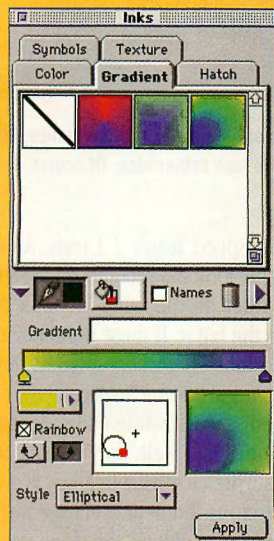 Inks
Symbols Texture
Color Gradient Hatch
Names
Gradient
Rainbow
Style Elliptical
Apply